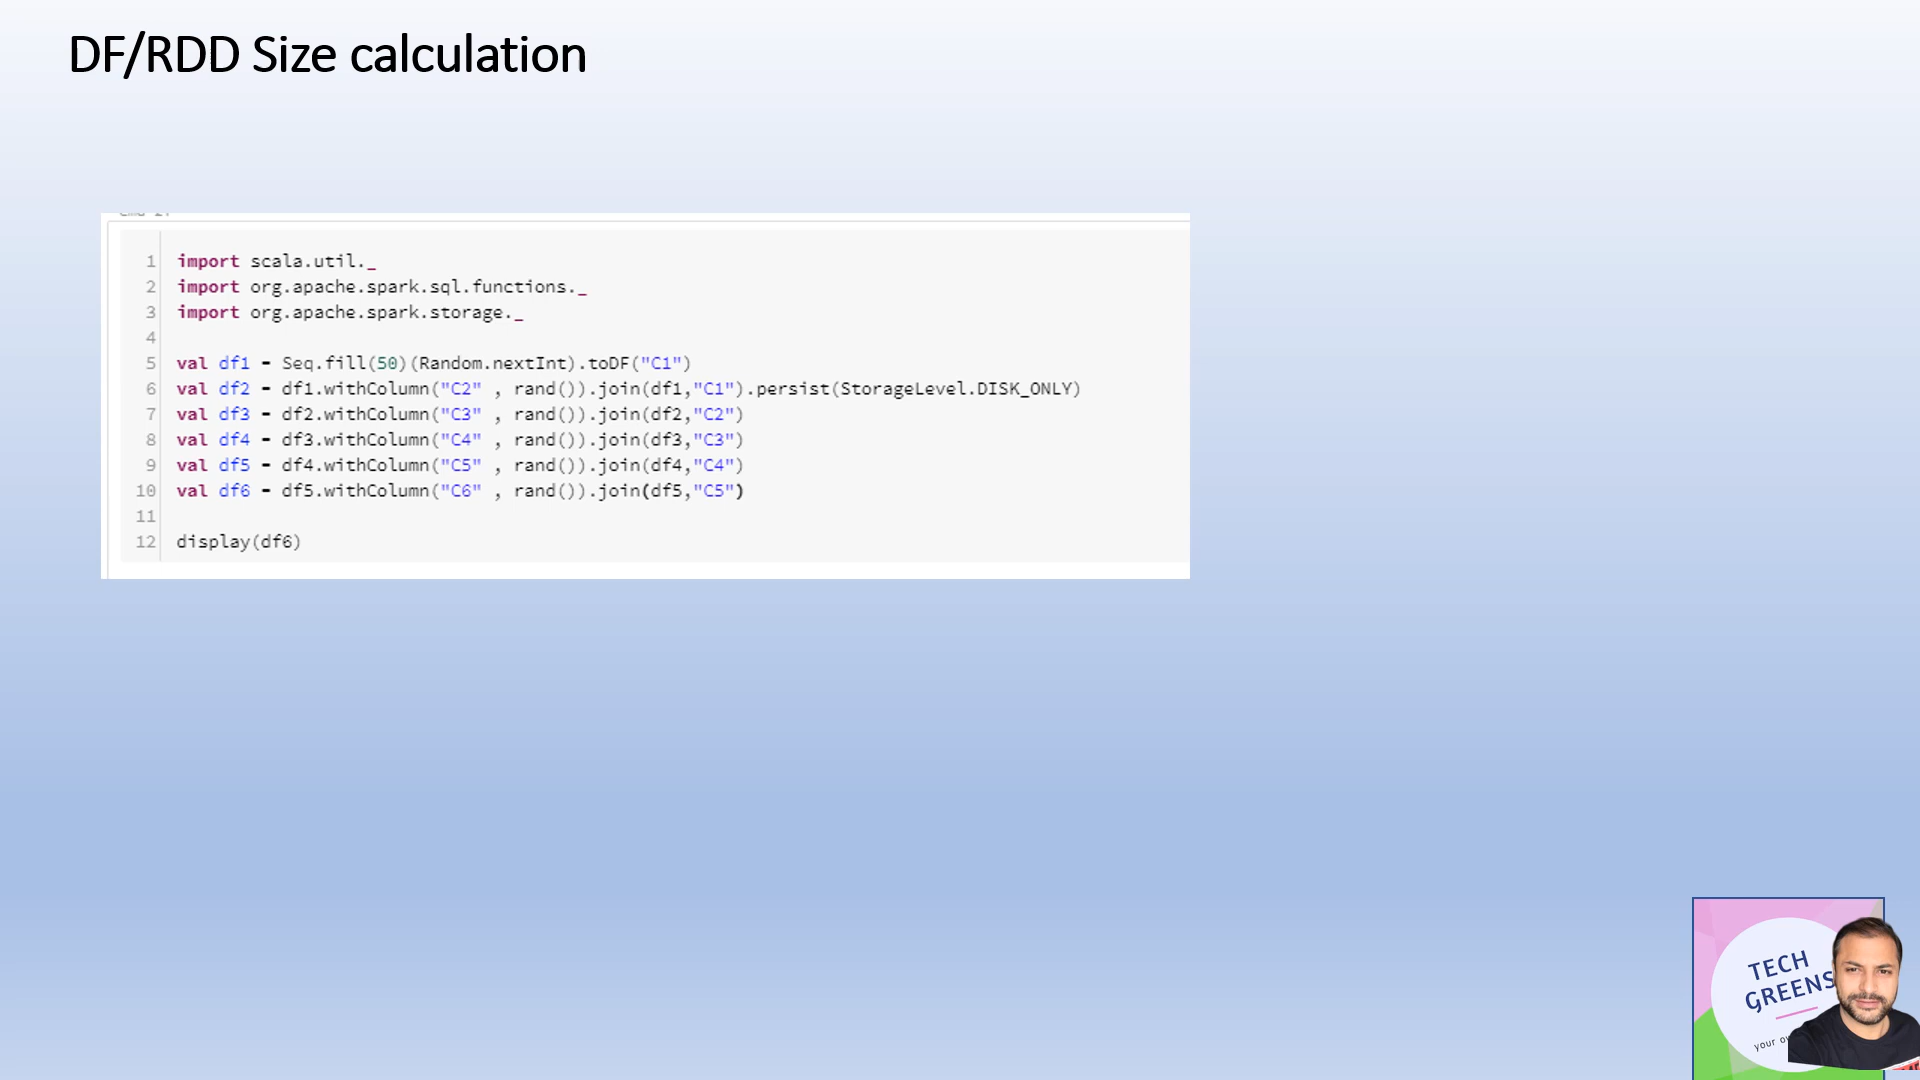 DF/RDD Size calculation
1 import scala.util._
2 import org.apache.spark.sql.functions._
3 import org.apache.spark.storage._
4
5 val df1 = Seq.fill(50)(Random.nextInt).toDF("C1")
6 val df2 = df1.withColumn("C2" , rand()).join(df1,"C1").persist(StorageLevel.DISK_ONLY)
7 val df3 = df2.withColumn("C3" , rand()).join(df2,"C2")
8 val df4 = df3.withColumn("C4" , rand()).join(df3,"C3")
9 val df5 = df4.withColumn("C5" , rand()).join(df4,"C4")
10 val df6 = df5.withColumn("C6" , rand()).join(df5,"C5")
11
12 display(df6)
TECH
GREENS
your